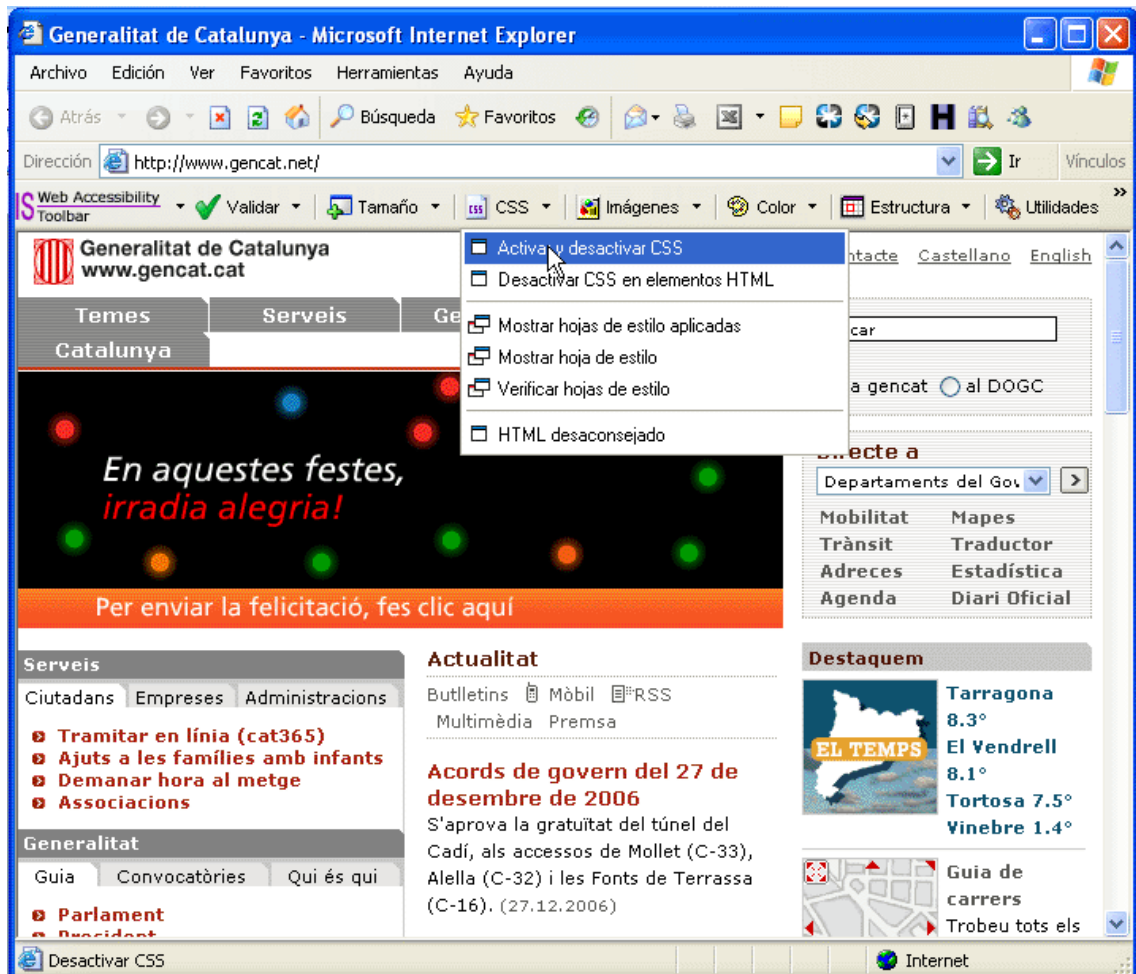 Generalitat de Catalunya - Microsoft Internet Explorer
Archivo Edición Ver Favoritos Herramientas Ayuda
Atrás Búsqueda Favoritos
Dirección http://www.gencat.net/ Ir Vínculos
IS Web Accessibility Toolbar Validar Tamaño CSS Imágenes Color Estructura Utilidades »
Generalitat de Catalunya
www.gencat.cat
Castellano English
Activar y desactivar CSS
Desactivar CSS en elementos HTML
Mostrar hojas de estilo aplicadas
Mostrar hoja de estilo
Verificar hojas de estilo
HTML desaconsejado
Temes Serveis
Catalunya
a gencat al DOGC
En aquestes festes,
irradia alegria!
Per enviar la felicitació, fes clic aquí
Directe a
Departaments del Gov
Mobilitat Mapes
Trànsit Traductor
Adreces Estadística
Agenda Diari Oficial
Serveis
Ciutadans Empreses Administracions
Tramitar en línia (cat365)
Ajuts a les famílies amb infants
Demanar hora al metge
Associacions
Generalitat
Guia Convocatòries Qui és qui
Parlament
President
Actualitat
Butlletins Mòbil RSS
Multimèdia Premsa
Acords de govern del 27 de
desembre de 2006
S'aprova la gratuïtat del túnel del
Cadí, als accessos de Mollet (C-33),
Alella (C-32) i les Fonts de Terrassa
(C-16). (27.12.2006)
Destaquem
EL TEMPS
Tarragona
8.3°
El Vendrell
8.1°
Tortosa 7.5°
Vinebre 1.4°
Guia de
carrers
Trobeu tots els
Desactivar CSS Internet